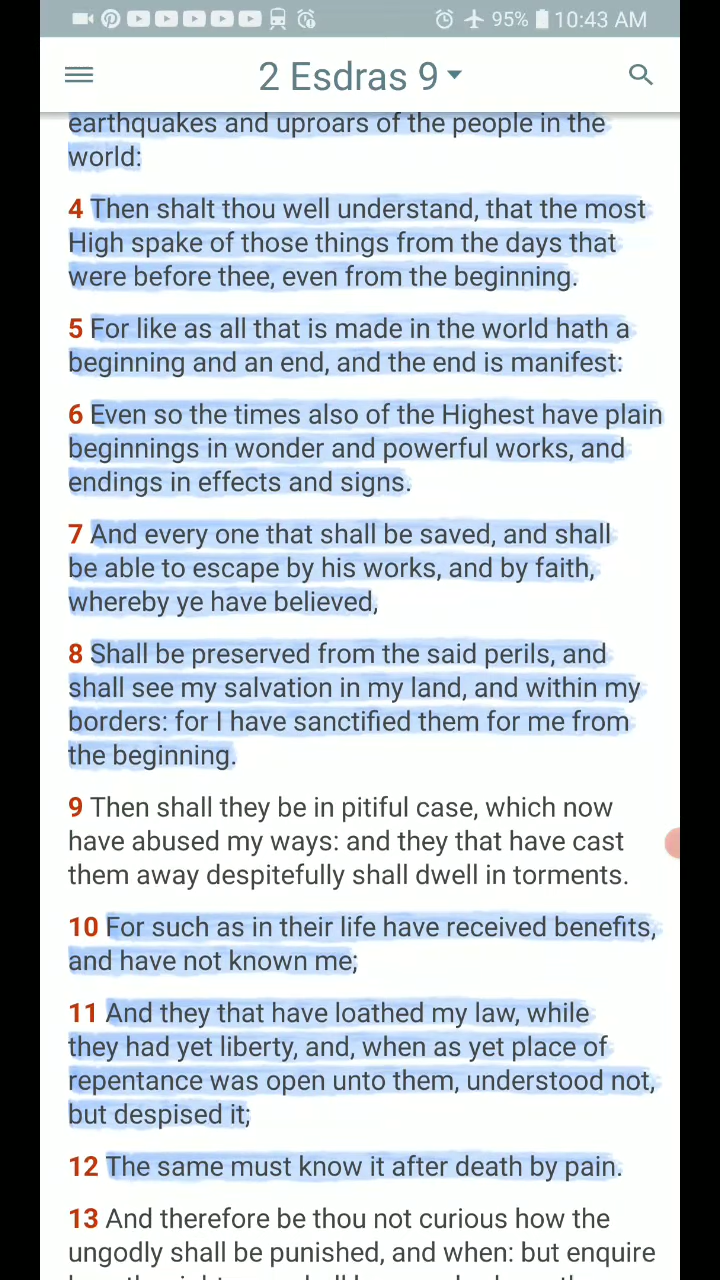 95% 10:43 AM
2 Esdras 9
earthquakes and uproars of the people in the
world:
4 Then shalt thou well understand, that the most
High spake of those things from the days that
were before thee, even from the beginning.
5 For like as all that is made in the world hath a
beginning and an end, and the end is manifest:
6 Even so the times also of the Highest have plain
beginnings in wonder and powerful works, and
endings in effects and signs.
7 And every one that shall be saved, and shall
be able to escape by his works, and by faith,
whereby ye have believed,
8 Shall be preserved from the said perils, and
shall see my salvation in my land, and within my
borders: for I have sanctified them for me from
the beginning.
9 Then shall they be in pitiful case, which now
have abused my ways: and they that have cast
them away despitefully shall dwell in torments.
10 For such as in their life have received benefits,
and have not known me;
11 And they that have loathed my law, while
they had yet liberty, and, when as yet place of
repentance was open unto them, understood not,
but despised it;
12 The same must know it after death by pain.
13 And therefore be thou not curious how the
ungodly shall be punished, and when: but enquire